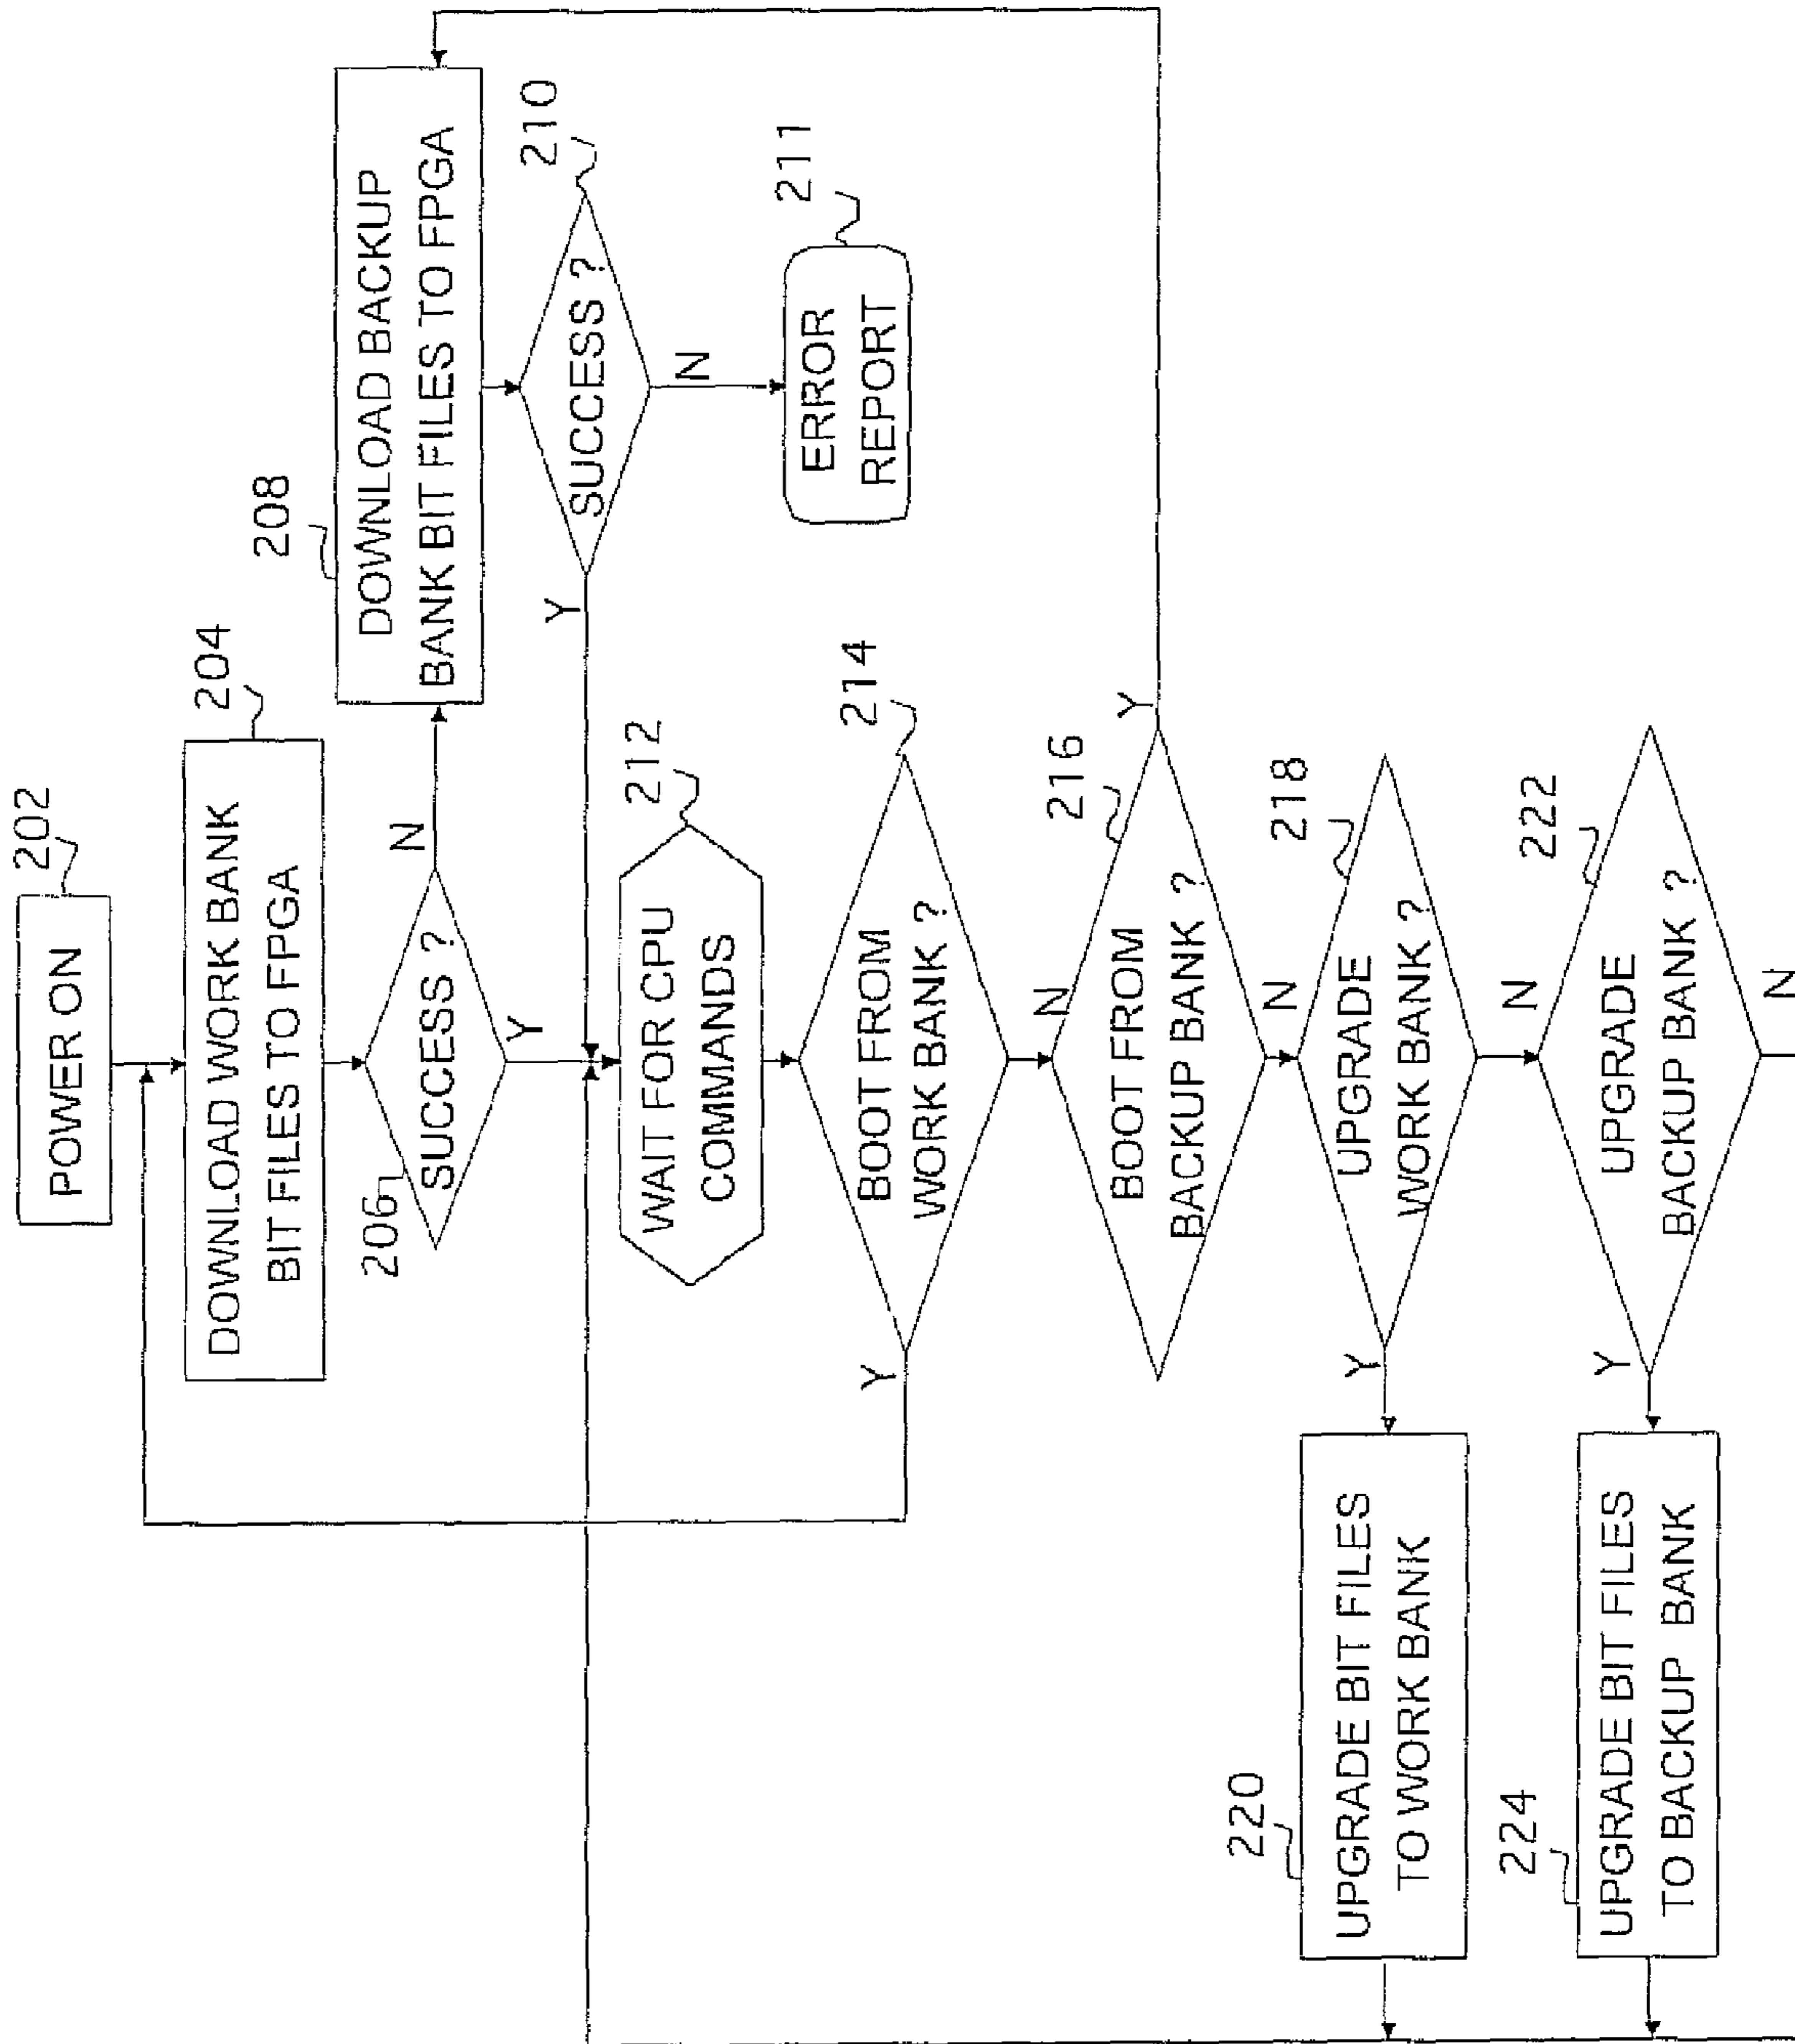 POWER ON
202
DOWNLOAD WORK BANK
BIT FILES TO FPGA
204
206
SUCCESS ?
N
Y
208
DOWNLOAD BACKUP
BANK BIT FILES TO FPGA
210
SUCCESS ?
Y
N
211
ERROR
REPORT
212
WAIT FOR CPU
COMMANDS
214
BOOT FROM
WORK BANK ?
Y
N
216
BOOT FROM
BACKUP BANK ?
Y
N
218
UPGRADE
WORK BANK ?
Y
N
220
UPGRADE BIT FILES
TO WORK BANK
222
UPGRADE
BACKUP BANK ?
Y
N
224
UPGRADE BIT FILES
TO BACKUP BANK